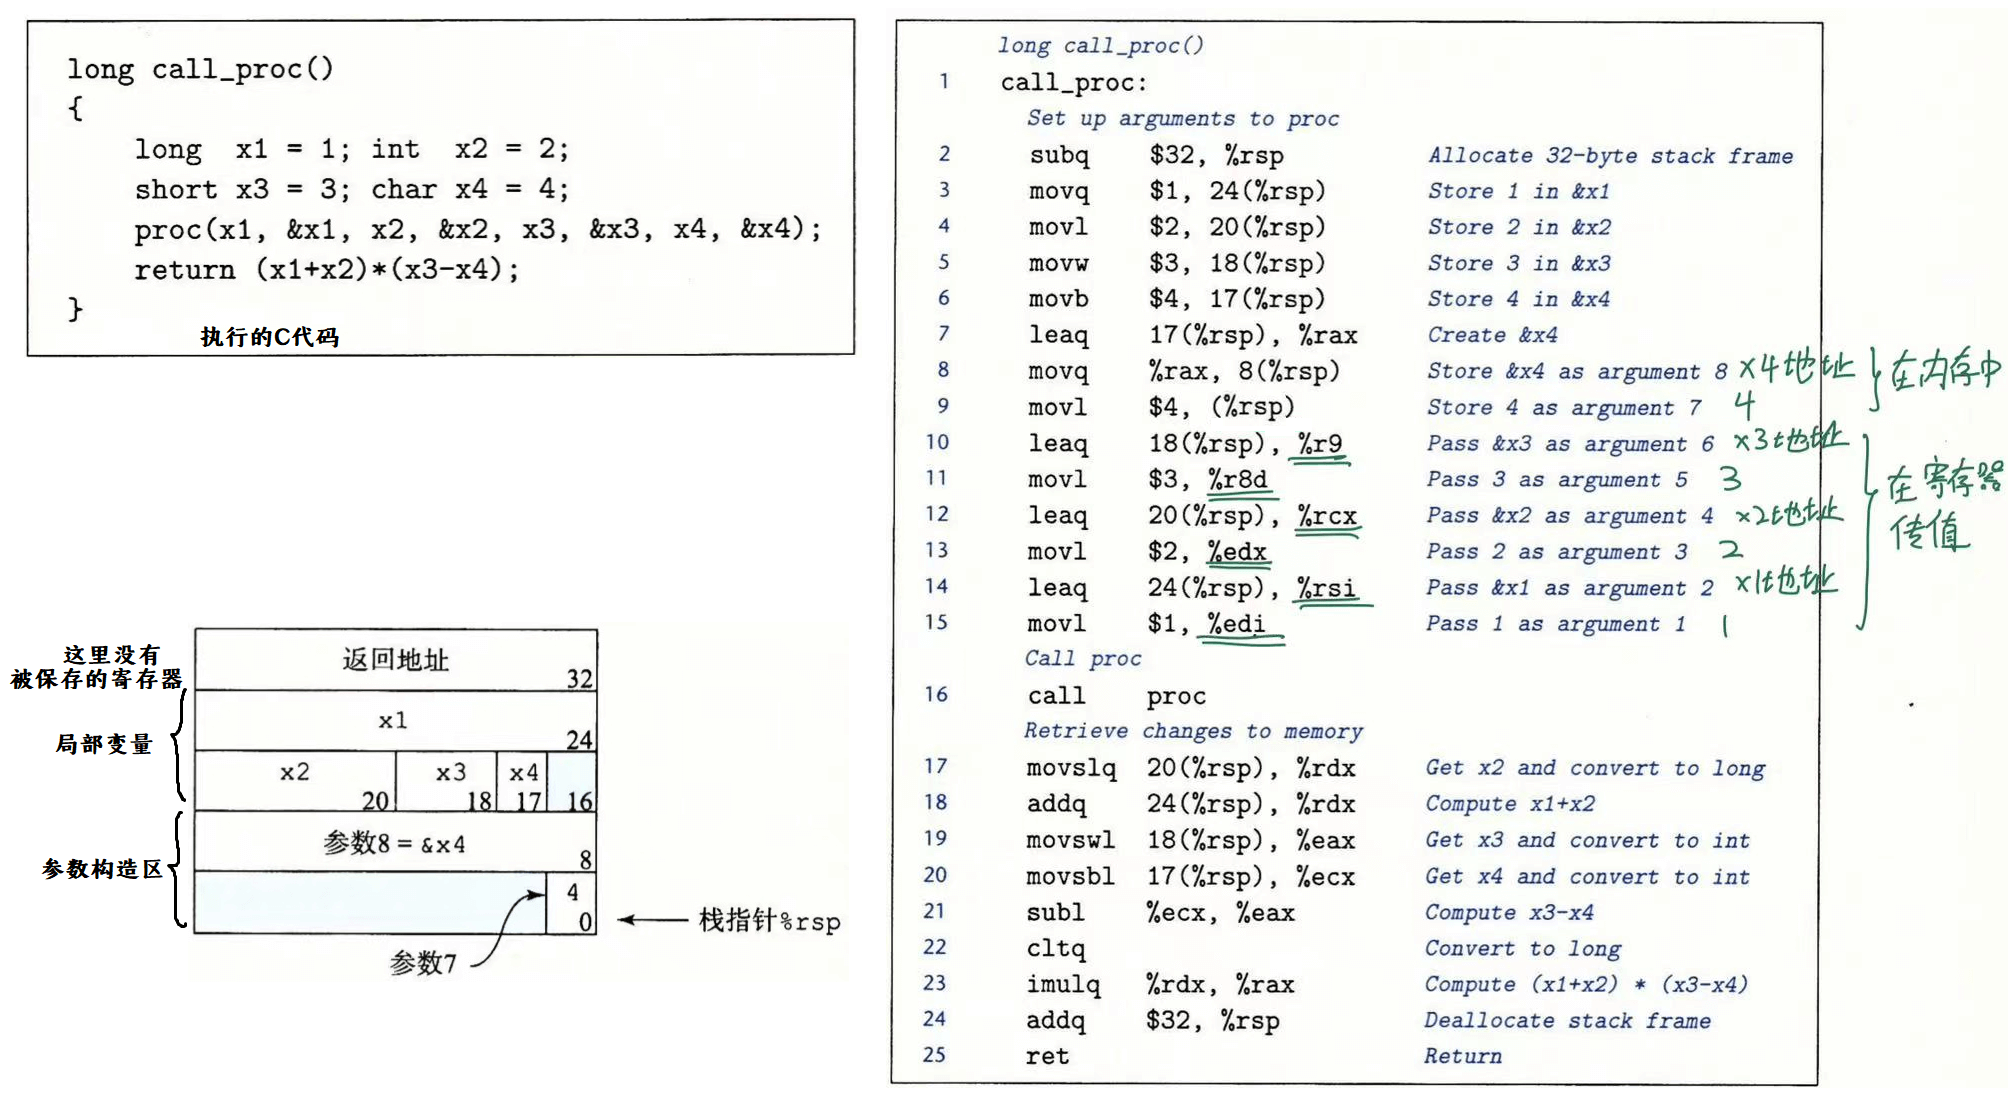 long call_proc()
{
    long  x1 = 1; int  x2 = 2;
    short x3 = 3; char x4 = 4;
    proc(x1, &x1, x2, &x2, x3, &x3, x4, &x4);
    return (x1+x2)*(x3-x4);
}
执行的C代码
这里没有
被保存的寄存器
局部变量
参数构造区
返回地址 32
x1 24
x2 20 x3 18 x4 17 16
参数8 = &x4 8
4
0
栈指针%rsp
参数7
long call_proc()
1 call_proc:
Set up arguments to proc
2 subq $32, %rsp Allocate 32-byte stack frame
3 movq $1, 24(%rsp) Store 1 in &x1
4 movl $2, 20(%rsp) Store 2 in &x2
5 movw $3, 18(%rsp) Store 3 in &x3
6 movb $4, 17(%rsp) Store 4 in &x4
7 leaq 17(%rsp), %rax Create &x4
8 movq %rax, 8(%rsp) Store &x4 as argument 8 x4地址
9 movl $4, (%rsp) Store 4 as argument 7 4
在内存中
10 leaq 18(%rsp), %r9 Pass &x3 as argument 6 x3地址
11 movl $3, %r8d Pass 3 as argument 5 3
12 leaq 20(%rsp), %rcx Pass &x2 as argument 4 x2地址
13 movl $2, %edx Pass 2 as argument 3 2
14 leaq 24(%rsp), %rsi Pass &x1 as argument 2 x1地址
15 movl $1, %edi Pass 1 as argument 1 1
在寄存器
传值
Call proc
16 call proc
Retrieve changes to memory
17 movslq 20(%rsp), %rdx Get x2 and convert to long
18 addq 24(%rsp), %rdx Compute x1+x2
19 movswl 18(%rsp), %eax Get x3 and convert to int
20 movsbl 17(%rsp), %ecx Get x4 and convert to int
21 subl %ecx, %eax Compute x3-x4
22 cltq Convert to long
23 imulq %rdx, %rax Compute (x1+x2) * (x3-x4)
24 addq $32, %rsp Deallocate stack frame
25 ret Return